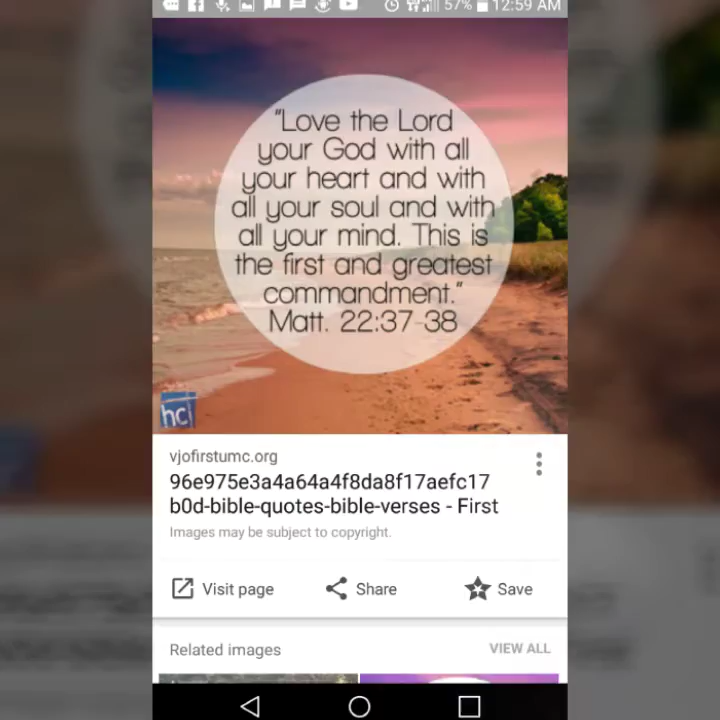 57% 12:59 AM
"Love the Lord
your God with all
your heart and with
all your soul and with
all your mind. This is
the first and greatest
commandment."
Matt. 22:37-38
hc
vjofirstumc.org
96e975e3a4a64a4f8da8f17aefc17
b0d-bible-quotes-bible-verses - First
Images may be subject to copyright.
Visit page Share Save
Related images VIEW ALL